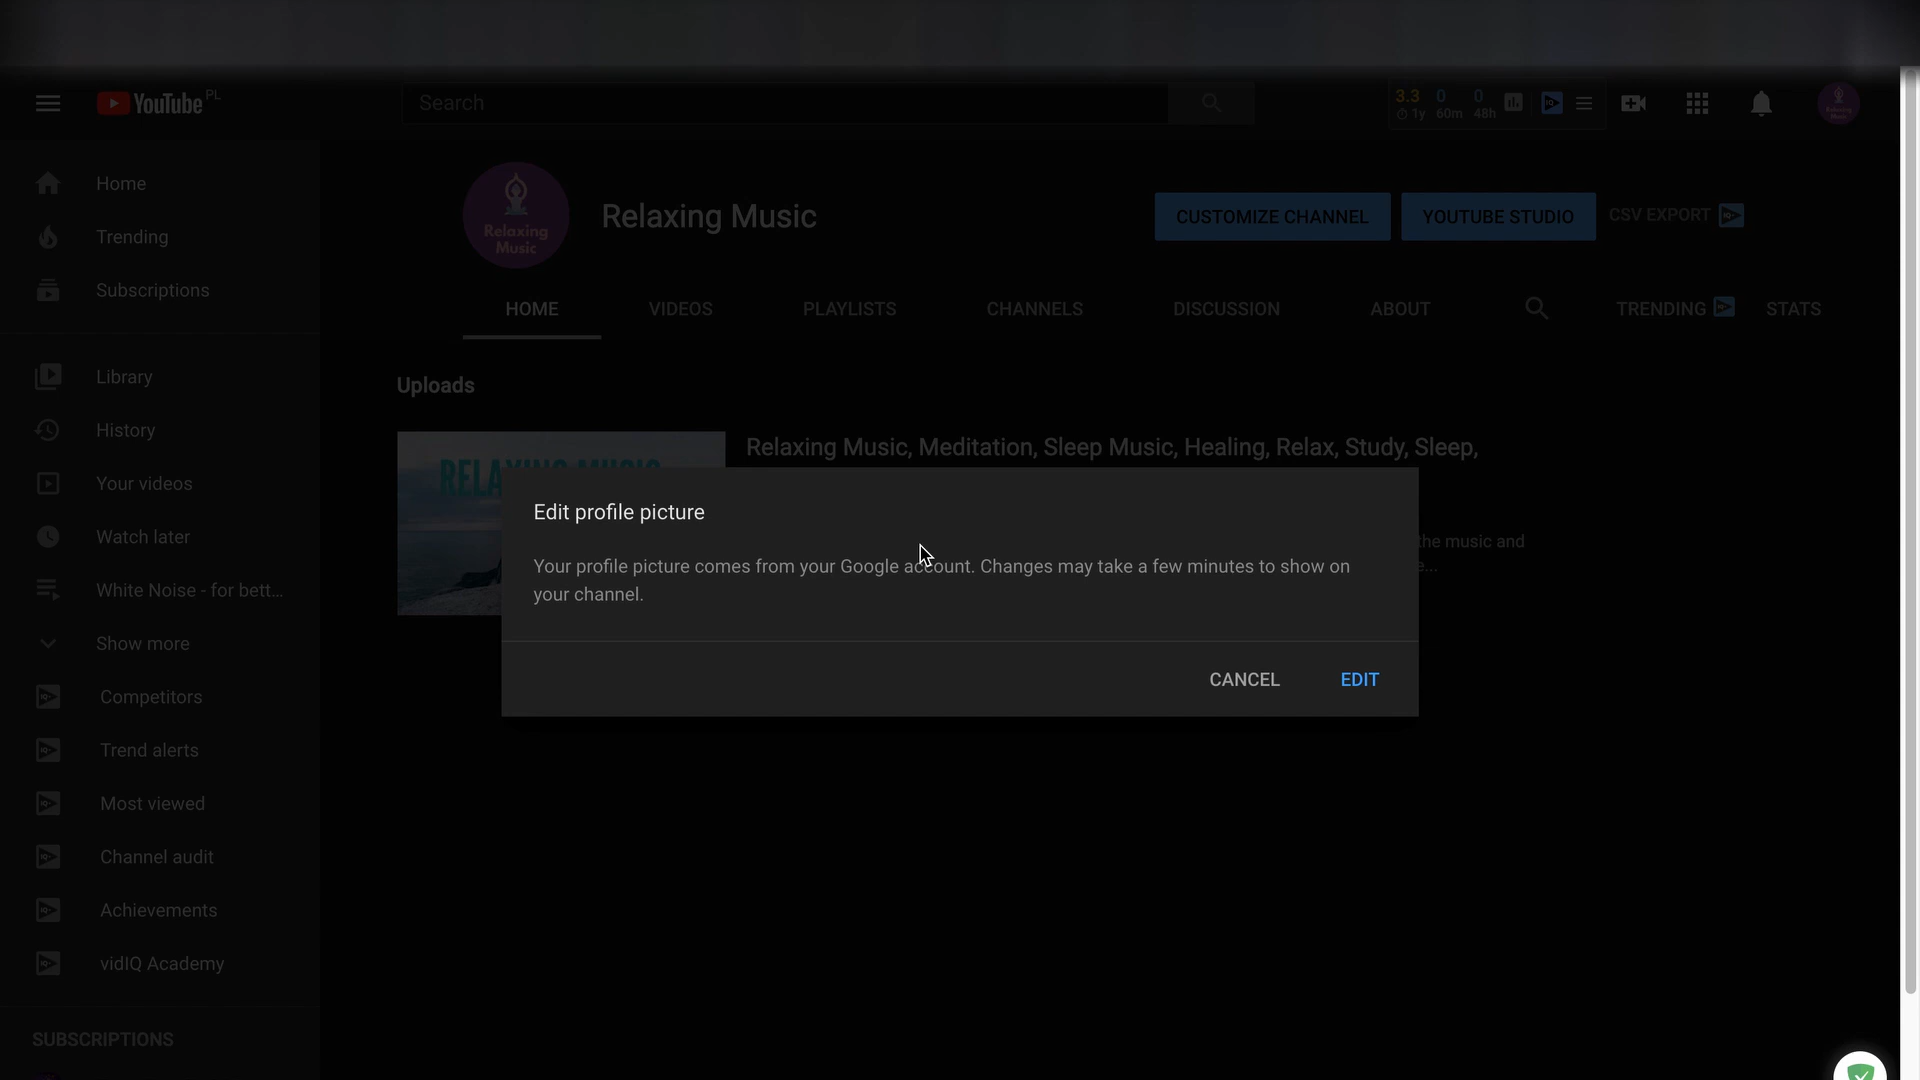 YouTube PL
Search
3.3 0 0
1y 60m 48h
Home
Trending
Subscriptions
Library
History
Your videos
Watch later
White Noise - for bett...
Show more
Competitors
Trend alerts
Most viewed
Channel audit
Achievements
vidIQ Academy
SUBSCRIPTIONS
Relaxing
Music
Relaxing Music
CUSTOMIZE CHANNEL
YOUTUBE STUDIO
CSV EXPORT
HOME
VIDEOS
PLAYLISTS
CHANNELS
DISCUSSION
ABOUT
TRENDING
STATS
Uploads
RELAXING MUSIC
Relaxing Music, Meditation, Sleep Music, Healing, Relax, Study, Sleep,
the music and
e...
Edit profile picture
Your profile picture comes from your Google account. Changes may take a few minutes to show on
your channel.
CANCEL
EDIT